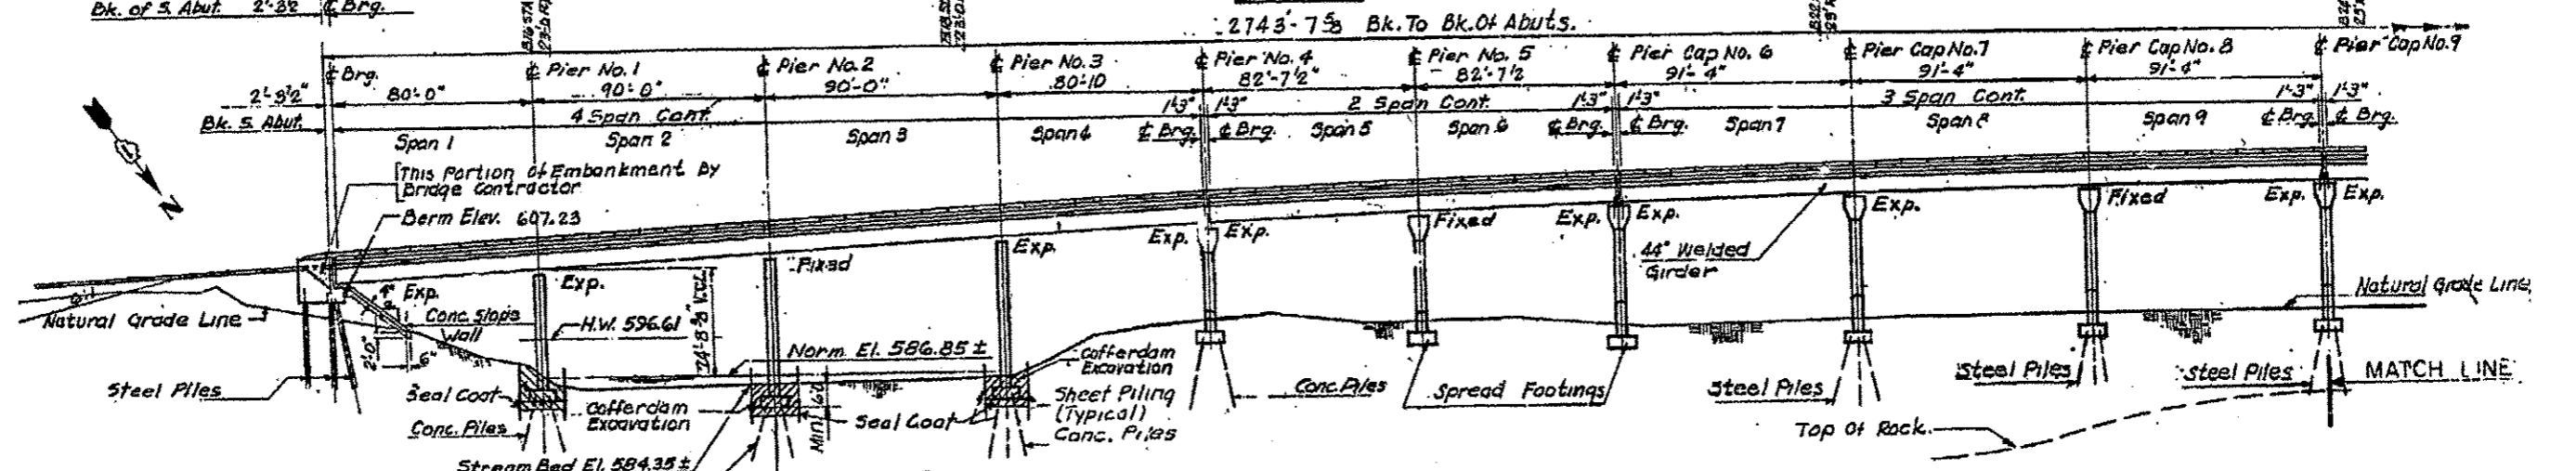 Bk. of S. Abut. 2'-3½" ℄ Brg.
2743'-7⅝ Bk. To Bk. Of Abuts.
℄ Brg.
℄ Pier No. 1
℄ Pier No. 2
℄ Pier No. 3
℄ Pier No. 4
℄ Pier No. 5
℄ Pier Cap No. 6
℄ Pier Cap No. 7
℄ Pier Cap No. 8
℄ Pier Cap No. 9
2'-3½" 80'-0" 90'-0" 90'-0" 80'-10 82'-7½" 82'-7½ 91'-4" 91'-4" 91'-4"
Bk. S. Abut.
4 Span Cont.
1'-3" 1'-3"
2 Span Cont.
1'-3" 1'-3"
3 Span Cont.
1'-3" 1'-3"
Span 1 Span 2 Span 3 Span 4 ℄ Brg. ℄ Brg. Span 5 Span 6 ℄ Brg. ℄ Brg. Span 7 Span 8 Span 9 ℄ Brg. ℄ Brg.
N
This Portion of Embankment By
Bridge Contractor
Berm Elev. 607.23
Exp.
Exp.
Fixed
Exp.
Exp. Exp.
Fixed
Exp. Exp.
Exp.
Fixed
Exp. Exp.
44" Welded
Girder
Natural Grade Line
4"
Conc. Slope
Wall
2'-0"
6"
H.W. 596.61
Norm. El. 586.85 ±
Natural Grade Line
Steel Piles
Seal Coat
Conc. Piles
Cofferdam
Excavation
Min. 6'-0
Seal Coat
Cofferdam
Excavation
Sheet Piling
(Typical)
Conc. Piles
Conc. Piles
Spread Footings
Steel Piles
Steel Piles
Steel Piles
MATCH LINE
Top Of Rock
Stream Bed El. 584.35 ±